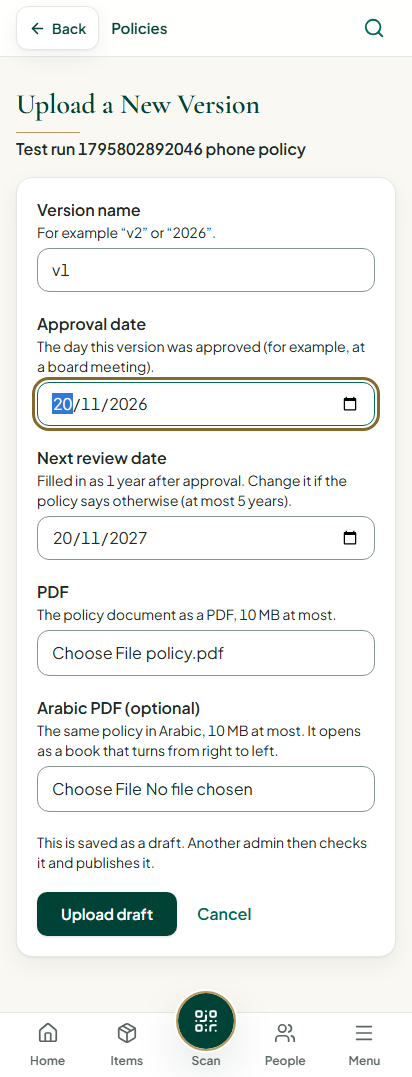 Back
Policies
Upload a New Version
Test run 1795802892046 phone policy
Version name
For example “v2” or “2026”.
v1
Approval date
The day this version was approved (for example, at
a board meeting).
20/11/2026
Next review date
Filled in as 1 year after approval. Change it if the
policy says otherwise (at most 5 years).
20/11/2027
PDF
The policy document as a PDF, 10 MB at most.
Choose File policy.pdf
Arabic PDF (optional)
The same policy in Arabic, 10 MB at most. It opens
as a book that turns from right to left.
Choose File No file chosen
This is saved as a draft. Another admin then checks
it and publishes it.
Upload draft
Cancel
Home
Items
Scan
People
Menu